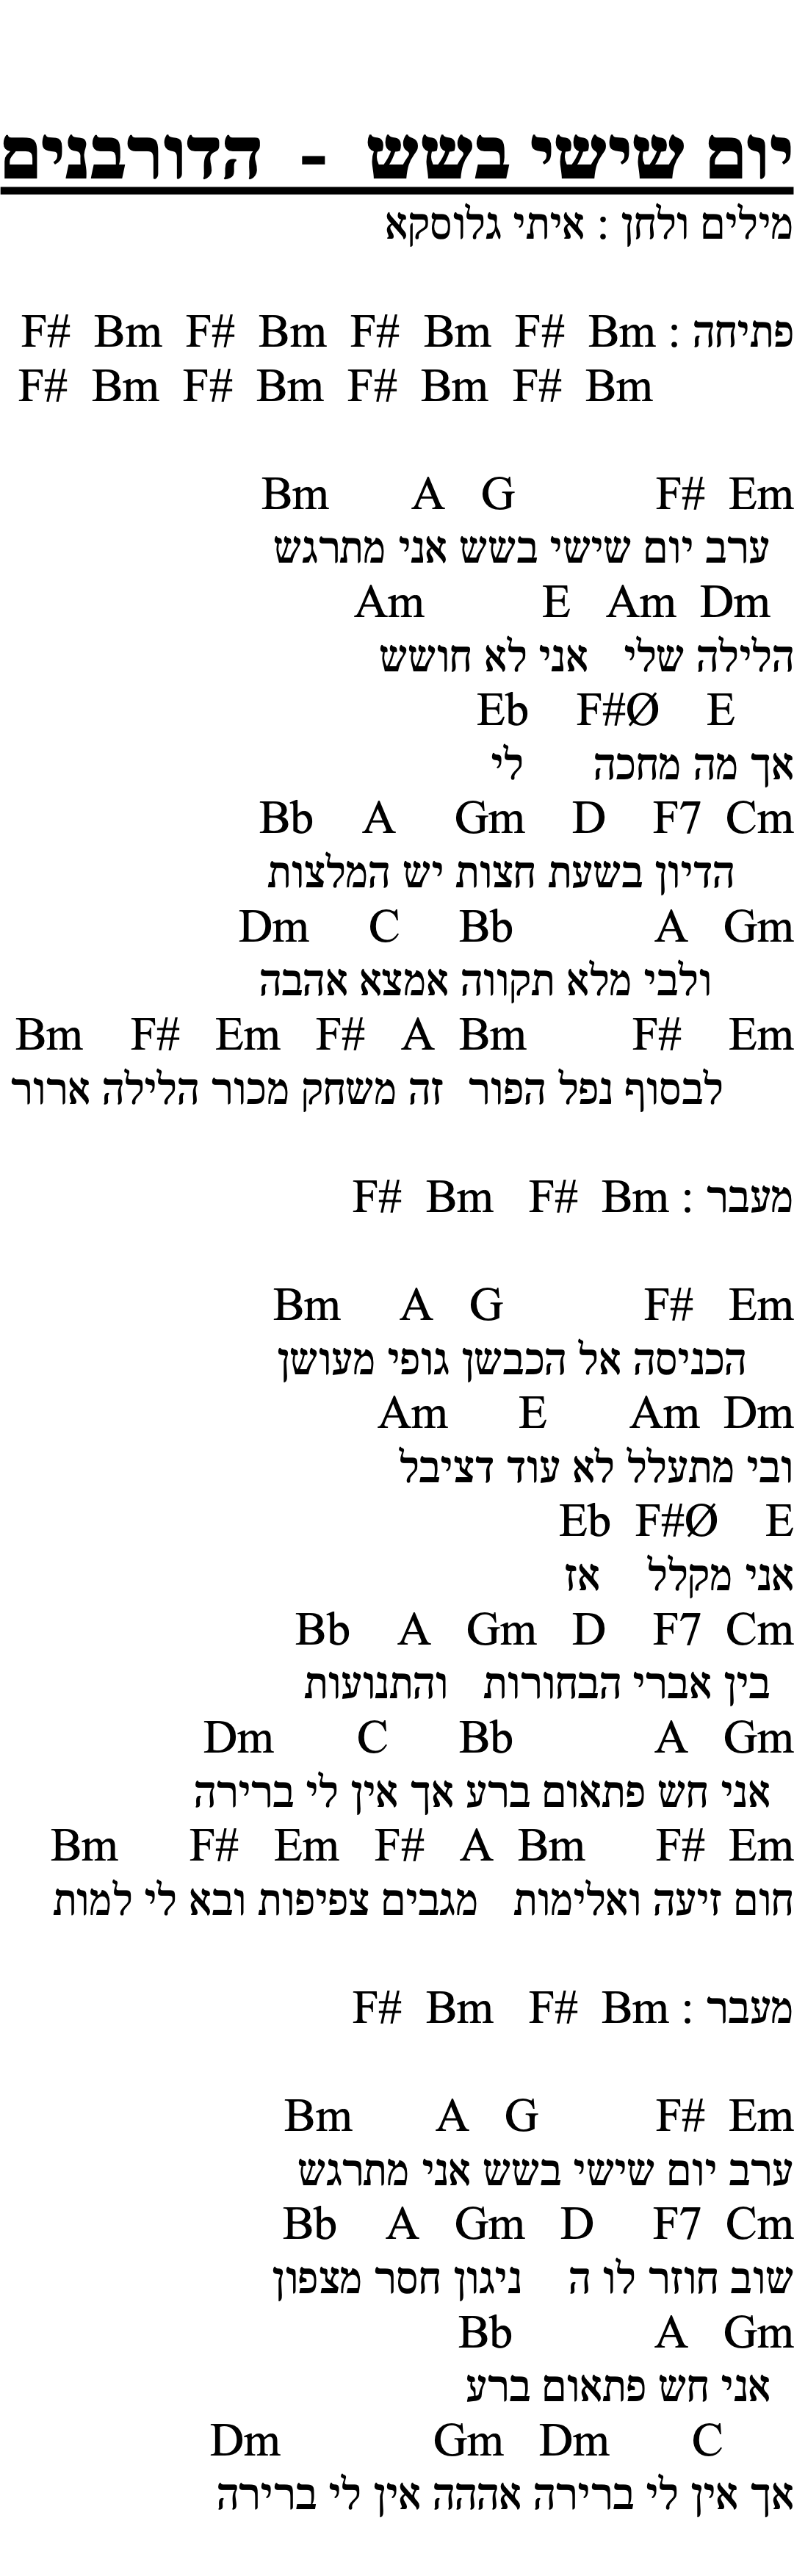 יום שישי בשש - הדורבנים
מילים ולחן : איתי גלוסקא
פתיחה : F# Bm F# Bm F# Bm F# Bm
F# Bm F# Bm F# Bm F# Bm
Bm A G F# Em
ערב יום שישי בשש אני מתרגש
Am E Am Dm
הלילה שלי אני לא חושש
Eb F#Ø E
אך מה מחכה לי
Bb A Gm D F7 Cm
הדיון בשעת חצות יש המלצות
Dm C Bb A Gm
ולבי מלא תקווה אמצא אהבה
Bm F# Em F# A Bm F# Em
לבסוף נפל הפור זה משחק מכור הלילה ארור
מעבר : F# Bm F# Bm
Bm A G F# Em
הכניסה אל הכבשן גופי מעושן
Am E Am Dm
ובי מתעלל לא עוד דציבל
Eb F#Ø E
אני מקלל אז
Bb A Gm D F7 Cm
בין אברי הבחורות והתנועות
Dm C Bb A Gm
אני חש פתאום ברע אך אין לי ברירה
Bm F# Em F# A Bm F# Em
חום זיעה ואלימות מגבים צפיפות ובא לי למות
מעבר : F# Bm F# Bm
Bm A G F# Em
ערב יום שישי בשש אני מתרגש
Bb A Gm D F7 Cm
שוב חוזר לו ה ניגון חסר מצפון
Bb A Gm
אני חש פתאום ברע
Dm Gm Dm C
אך אין לי ברירה אההה אין לי ברירה